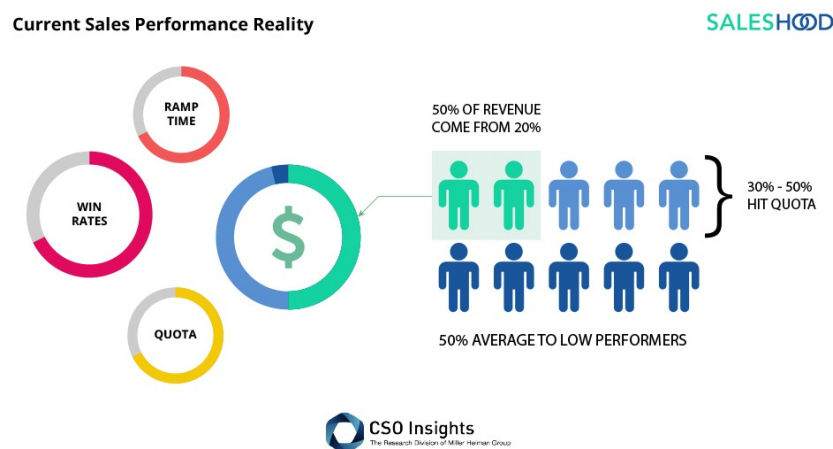 Current Sales Performance Reality
SALESHOOD
RAMP
TIME
WIN
RATES
QUOTA
$
50% OF REVENUE
COME FROM 20%
30% - 50%
HIT QUOTA
50% AVERAGE TO LOW PERFORMERS
CSO Insights
The Research Division of Miller Heiman Group